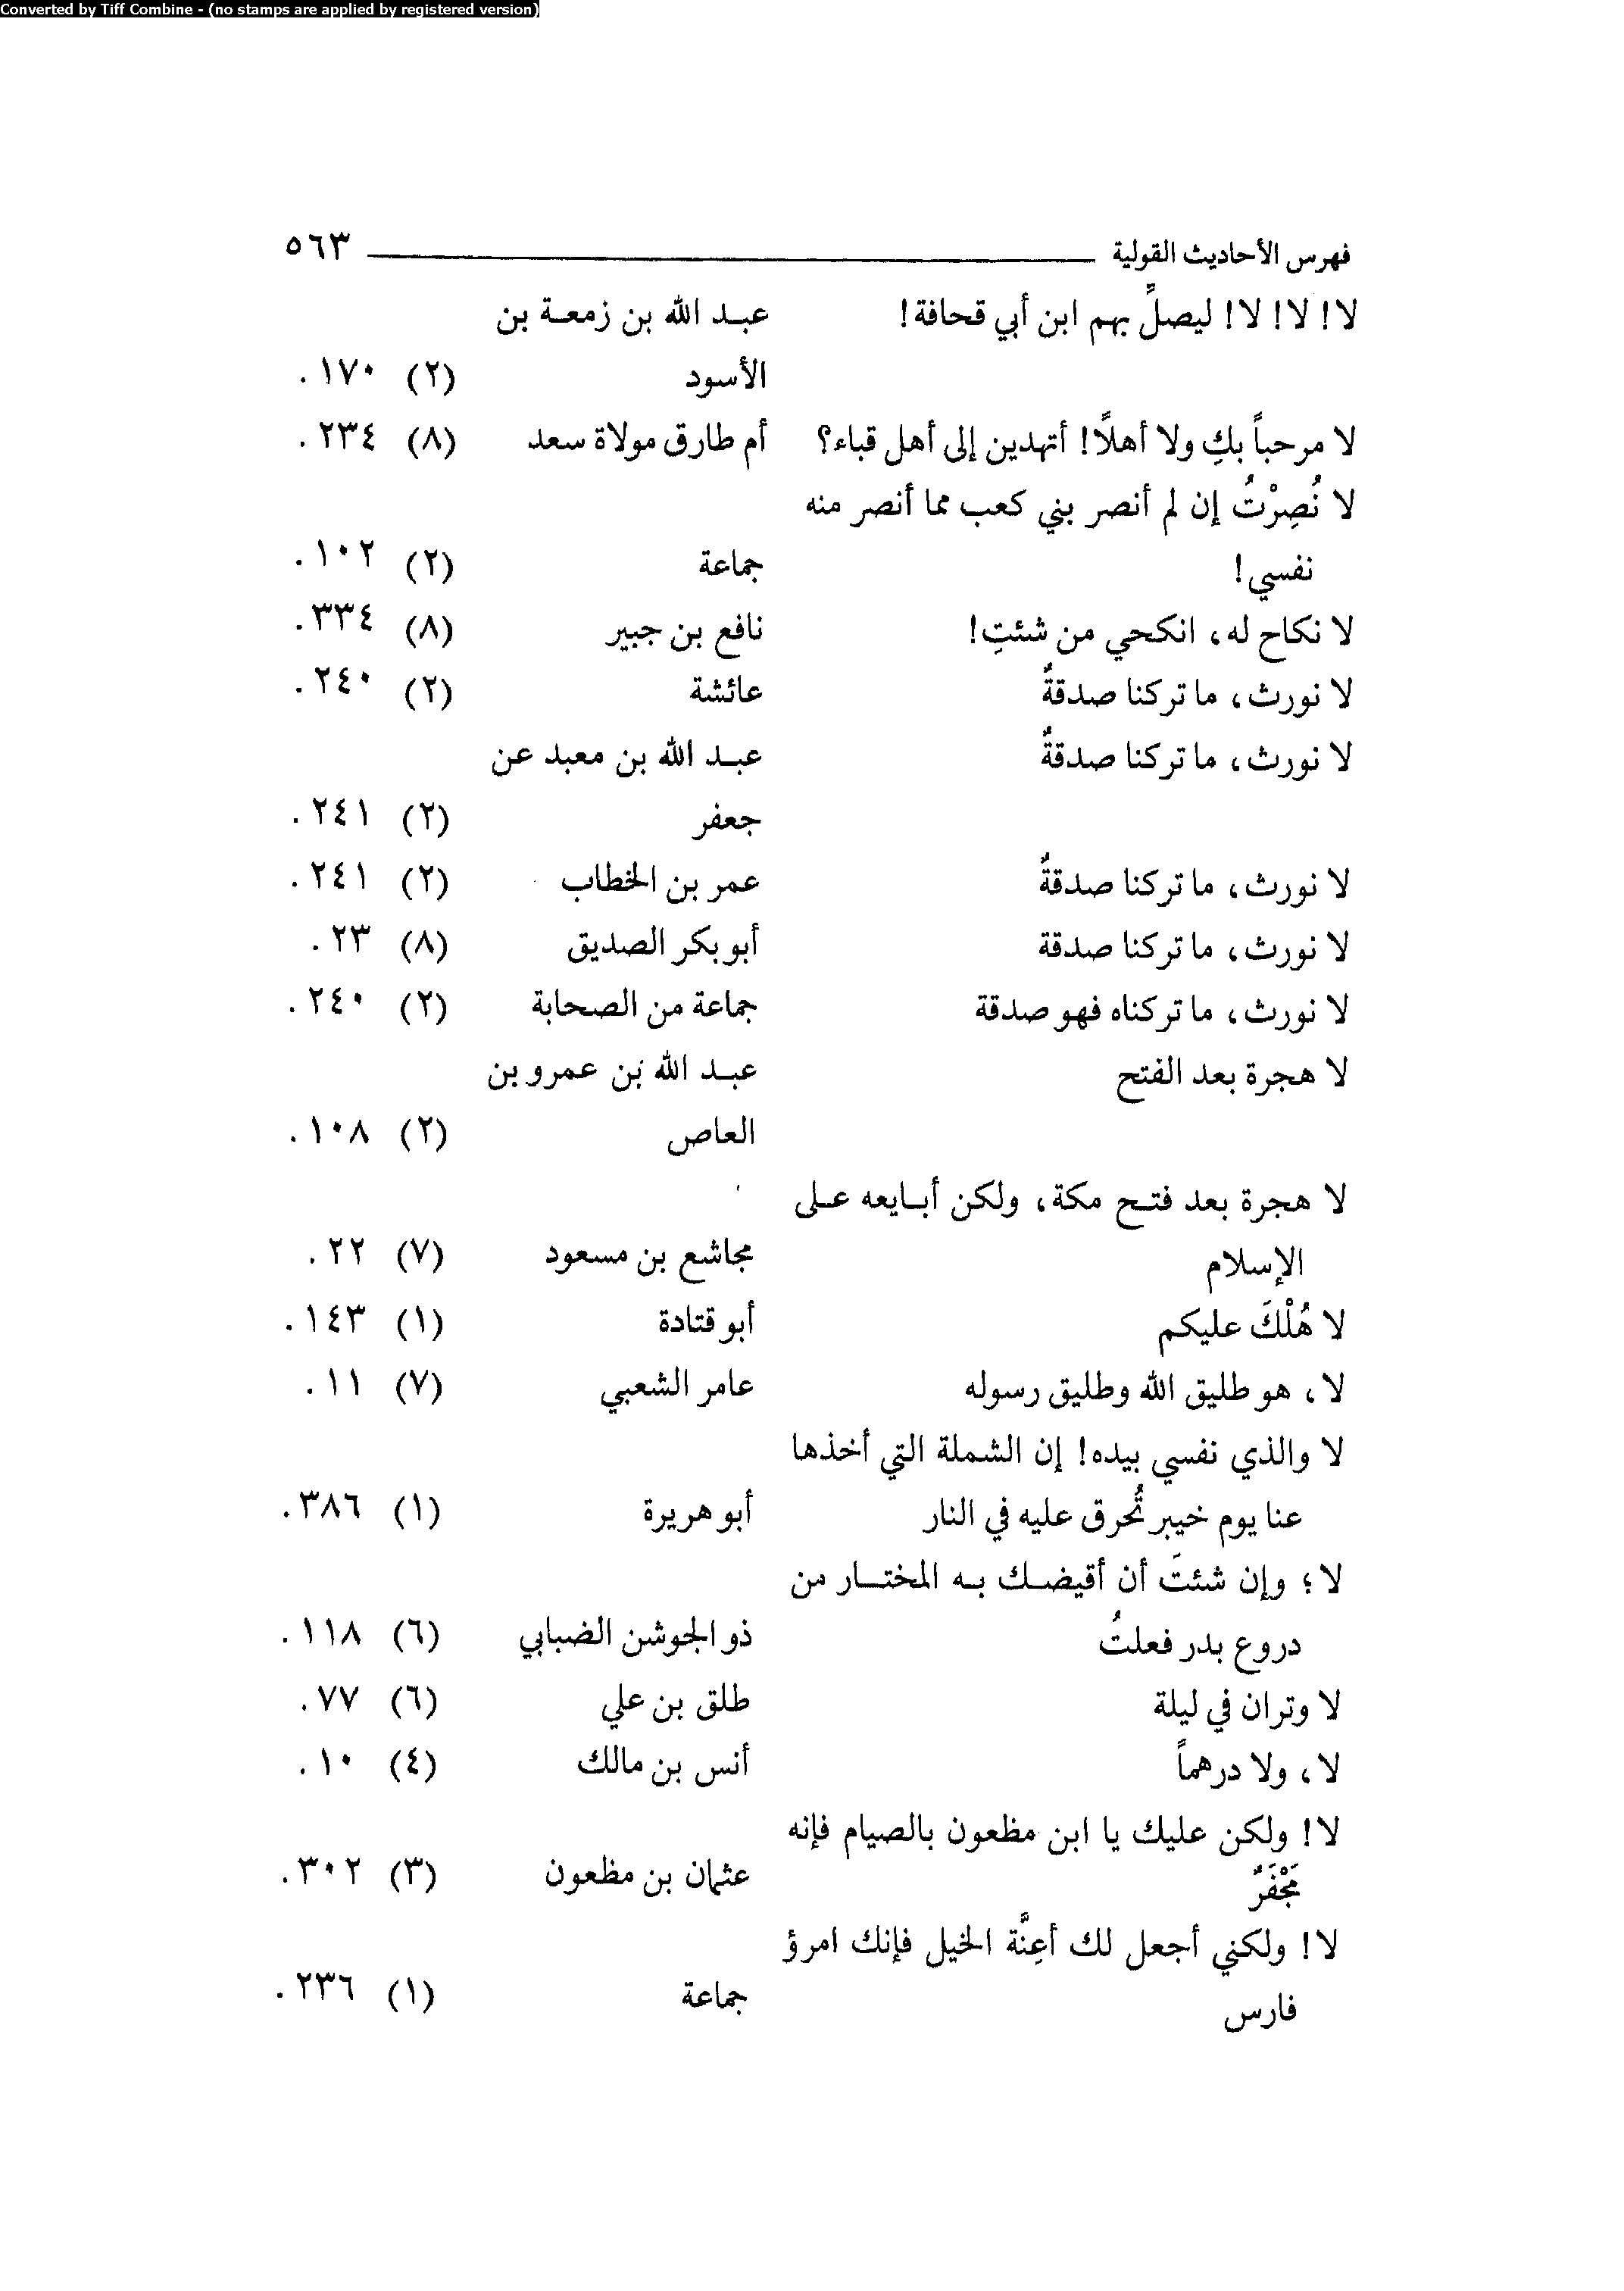 Converted by Tiff Combine - (no stamps are applied by registered version)
فهرس الأحاديث القولية ٥٦٣
لا! لا! لا! ليصلِّ بهم ابن أبي قحافة! عبد الله بن زمعة بن
الأسود (٢) ١٧٠.
لا مرحباً بكِ ولا أهلًا! أتهدين إلى أهل قباء؟ أم طارق مولاة سعد (٨) ٢٣٤.
لا نُصِرْتُ إن لم أنصر بني كعب مما أنصر منه
نفسي! جماعة (٢) ١٠٢.
لا نكاح له، انكحي من شئتِ! نافع بن جبير (٨) ٣٣٤.
لا نورث، ما تركنا صدقةٌ عائشة (٢) ٢٤٠.
لا نورث، ما تركنا صدقةٌ عبد الله بن معبد عن
جعفر (٢) ٢٤١.
لا نورث، ما تركنا صدقةٌ عمر بن الخطاب (٢) ٢٤١.
لا نورث، ما تركنا صدقة أبو بكر الصديق (٨) ٢٣.
لا نورث، ما تركناه فهو صدقة جماعة من الصحابة (٢) ٢٤٠.
لا هجرة بعد الفتح عبد الله بن عمرو بن
العاص (٢) ١٠٨.
لا هجرة بعد فتح مكة، ولكن أبايعه على
الإسلام مجاشع بن مسعود (٧) ٢٢.
لا هُلْكَ عليكم أبو قتادة (١) ١٤٣.
لا، هو طليق الله وطليق رسوله عامر الشعبي (٧) ١١.
لا والذي نفسي بيده! إن الشملة التي أخذها
عنا يوم خيبر تُحرق عليه في النار أبو هريرة (١) ٣٨٦.
لا؛ وإن شئتَ أن أقيضك به المختار من
دروع بدر فعلتُ ذو الجوشن الضبابي (٦) ١١٨.
لا وتران في ليلة طلق بن علي (٦) ٧٧.
لا، ولا درهماً أنس بن مالك (٤) ١٠.
لا! ولكن عليك يا ابن مظعون بالصيام فإنه
مَجْفَرٌ عثمان بن مظعون (٣) ٣٠٢.
لا! ولكني أجعل لك أعِنَّة الخيل فإنك امرؤ
فارس جماعة (١) ٢٣٦.